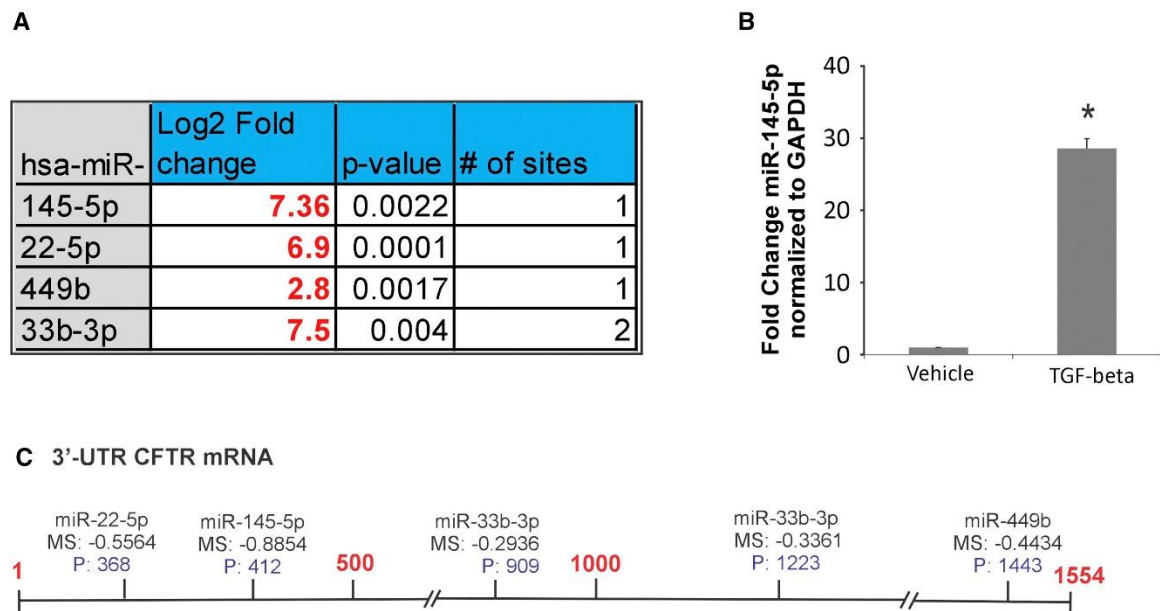 A
hsa-miR- Log2 Fold change p-value # of sites
145-5p 7.36 0.0022 1
22-5p 6.9 0.0001 1
449b 2.8 0.0017 1
33b-3p 7.5 0.004 2
B
Fold Change miR-145-5p
normalized to GAPDH
40
30
20
10
0
*
Vehicle TGF-beta
C 3’-UTR CFTR mRNA
miR-22-5p miR-145-5p miR-33b-3p miR-33b-3p miR-449b
MS: -0.5564 MS: -0.8854 MS: -0.2936 MS: -0.3361 MS: -0.4434
1 P: 368 P: 412 500 P: 909 1000 P: 1223 P: 1443 1554